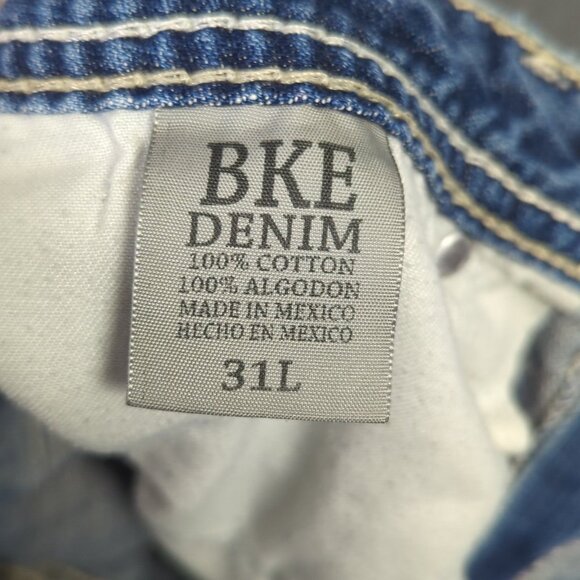 BKE
DENIM
100% COTTON
100% ALGODON
MADE IN MEXICO
HECHO EN MEXICO
31L